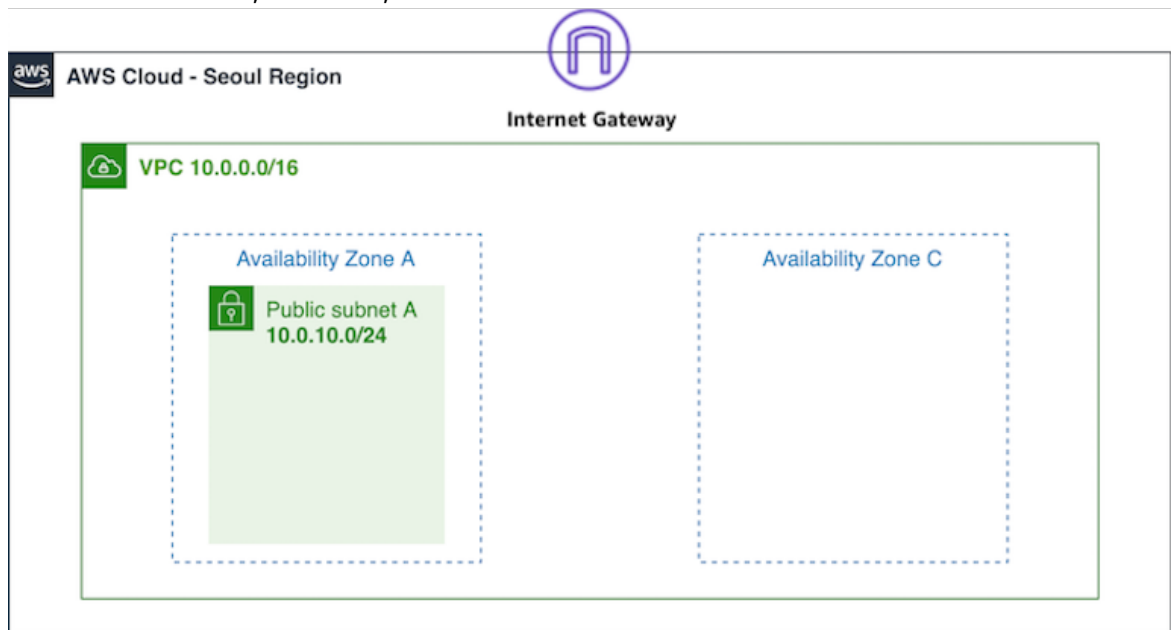 aws
AWS Cloud - Seoul Region
Internet Gateway
VPC 10.0.0.0/16
Availability Zone A
Public subnet A
10.0.10.0/24
Availability Zone C